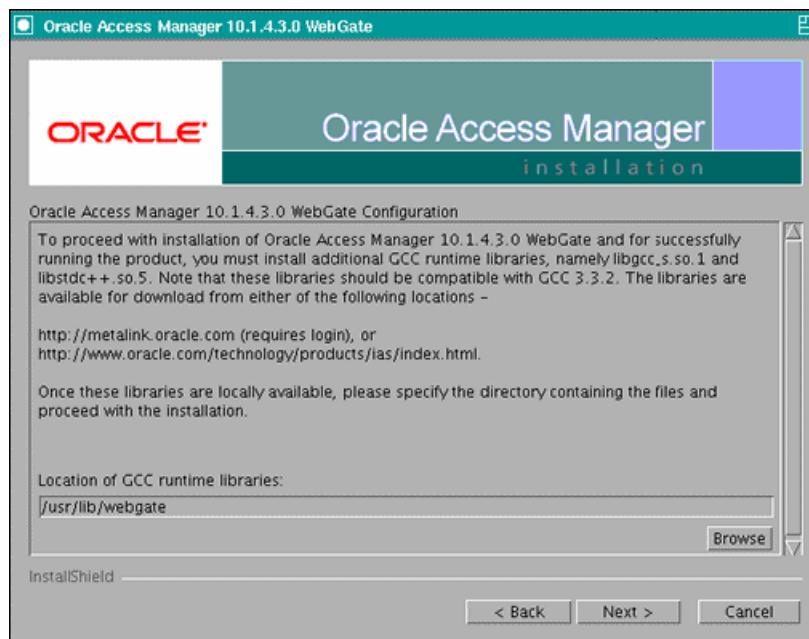 Oracle Access Manager 10.1.4.3.0 WebGate
ORACLE®
Oracle Access Manager
installation
Oracle Access Manager 10.1.4.3.0 WebGate Configuration
To proceed with installation of Oracle Access Manager 10.1.4.3.0 WebGate and for successfully
running the product, you must install additional GCC runtime libraries, namely libgcc_s.so.1 and
libstdc++.so.5. Note that these libraries should be compatible with GCC 3.3.2. The libraries are
available for download from either of the following locations –
http://metalink.oracle.com (requires login), or
http://www.oracle.com/technology/products/ias/index.html.
Once these libraries are locally available, please specify the directory containing the files and
proceed with the installation.
Location of GCC runtime libraries:
/usr/lib/webgate
Browse
InstallShield
< Back
Next >
Cancel